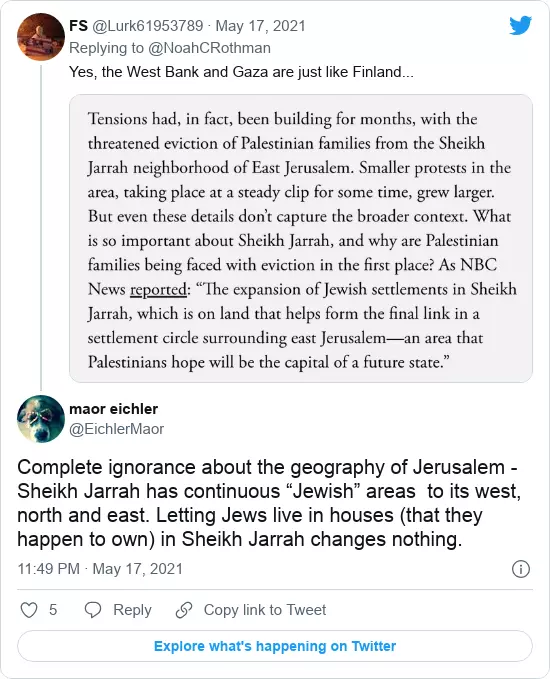 FS @Lurk61953789 · May 17, 2021
Replying to @NoahCRothman
Yes, the West Bank and Gaza are just like Finland...
Tensions had, in fact, been building for months, with the
threatened eviction of Palestinian families from the Sheikh
Jarrah neighborhood of East Jerusalem. Smaller protests in the
area, taking place at a steady clip for some time, grew larger.
But even these details don’t capture the broader context. What
is so important about Sheikh Jarrah, and why are Palestinian
families being faced with eviction in the first place? As NBC
News reported: “The expansion of Jewish settlements in Sheikh
Jarrah, which is on land that helps form the final link in a
settlement circle surrounding east Jerusalem—an area that
Palestinians hope will be the capital of a future state.”
maor eichler
@EichlerMaor
Complete ignorance about the geography of Jerusalem -
Sheikh Jarrah has continuous “Jewish” areas to its west,
north and east. Letting Jews live in houses (that they
happen to own) in Sheikh Jarrah changes nothing.
11:49 PM · May 17, 2021
5 Reply Copy link to Tweet
Explore what's happening on Twitter